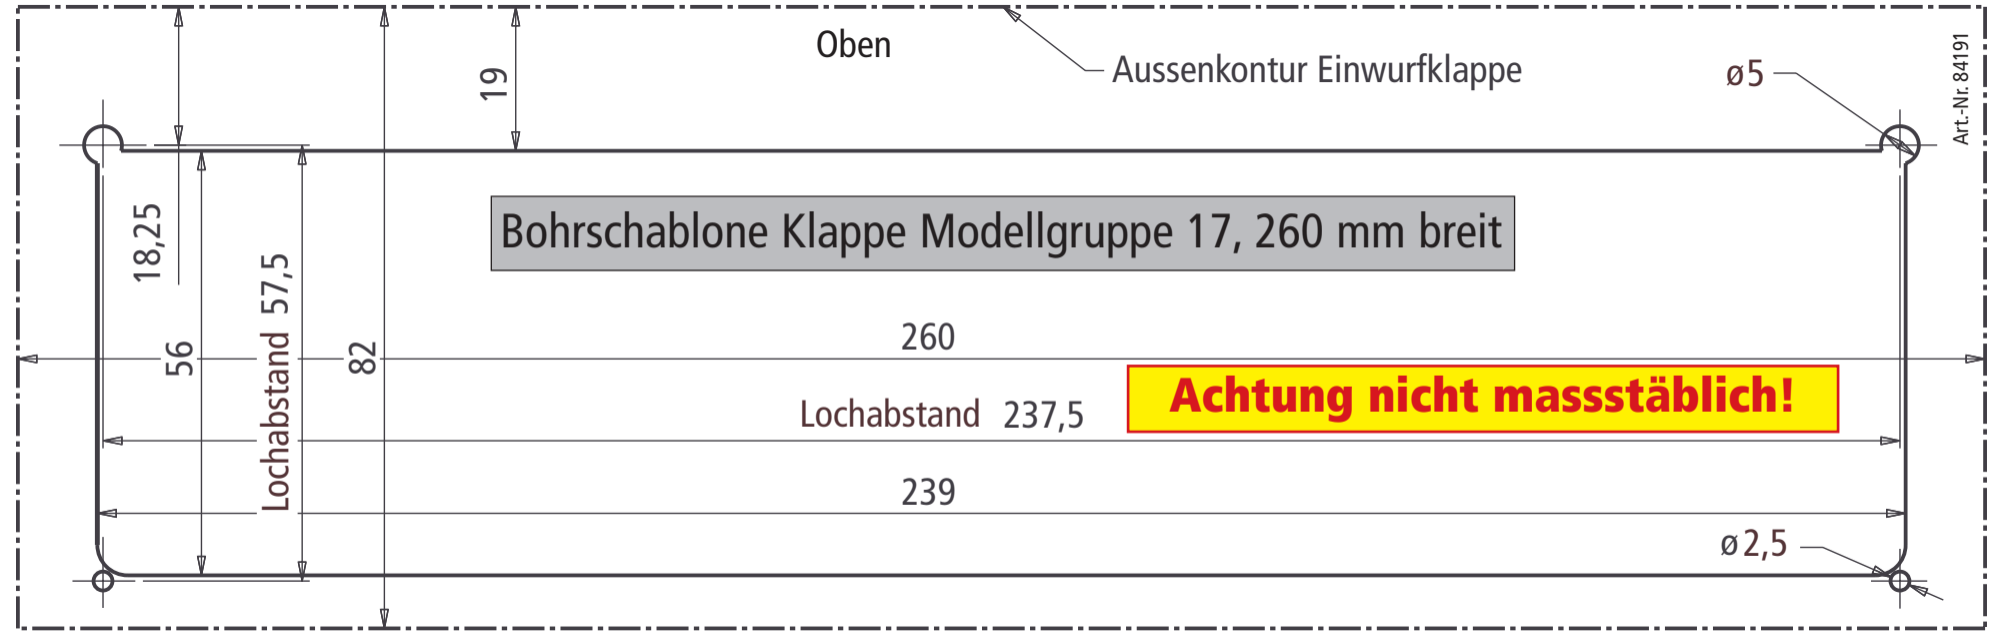 Oben
19
Aussenkontur Einwurfklappe
ø5
Art.-Nr. 84191
18,25
Bohrschablone Klappe Modellgruppe 17, 260 mm breit
56
Lochabstand 57,5
82
260
Achtung nicht massstäblich!
Lochabstand 237,5
239
ø2,5